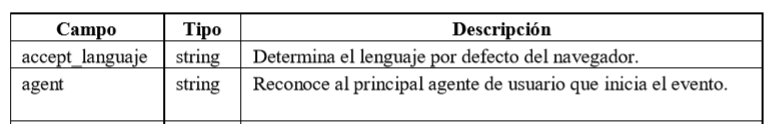 Campo Tipo Descripción
accept_languaje string Determina el lenguaje por defecto del navegador.
agent string Reconoce al principal agente de usuario que inicia el evento.